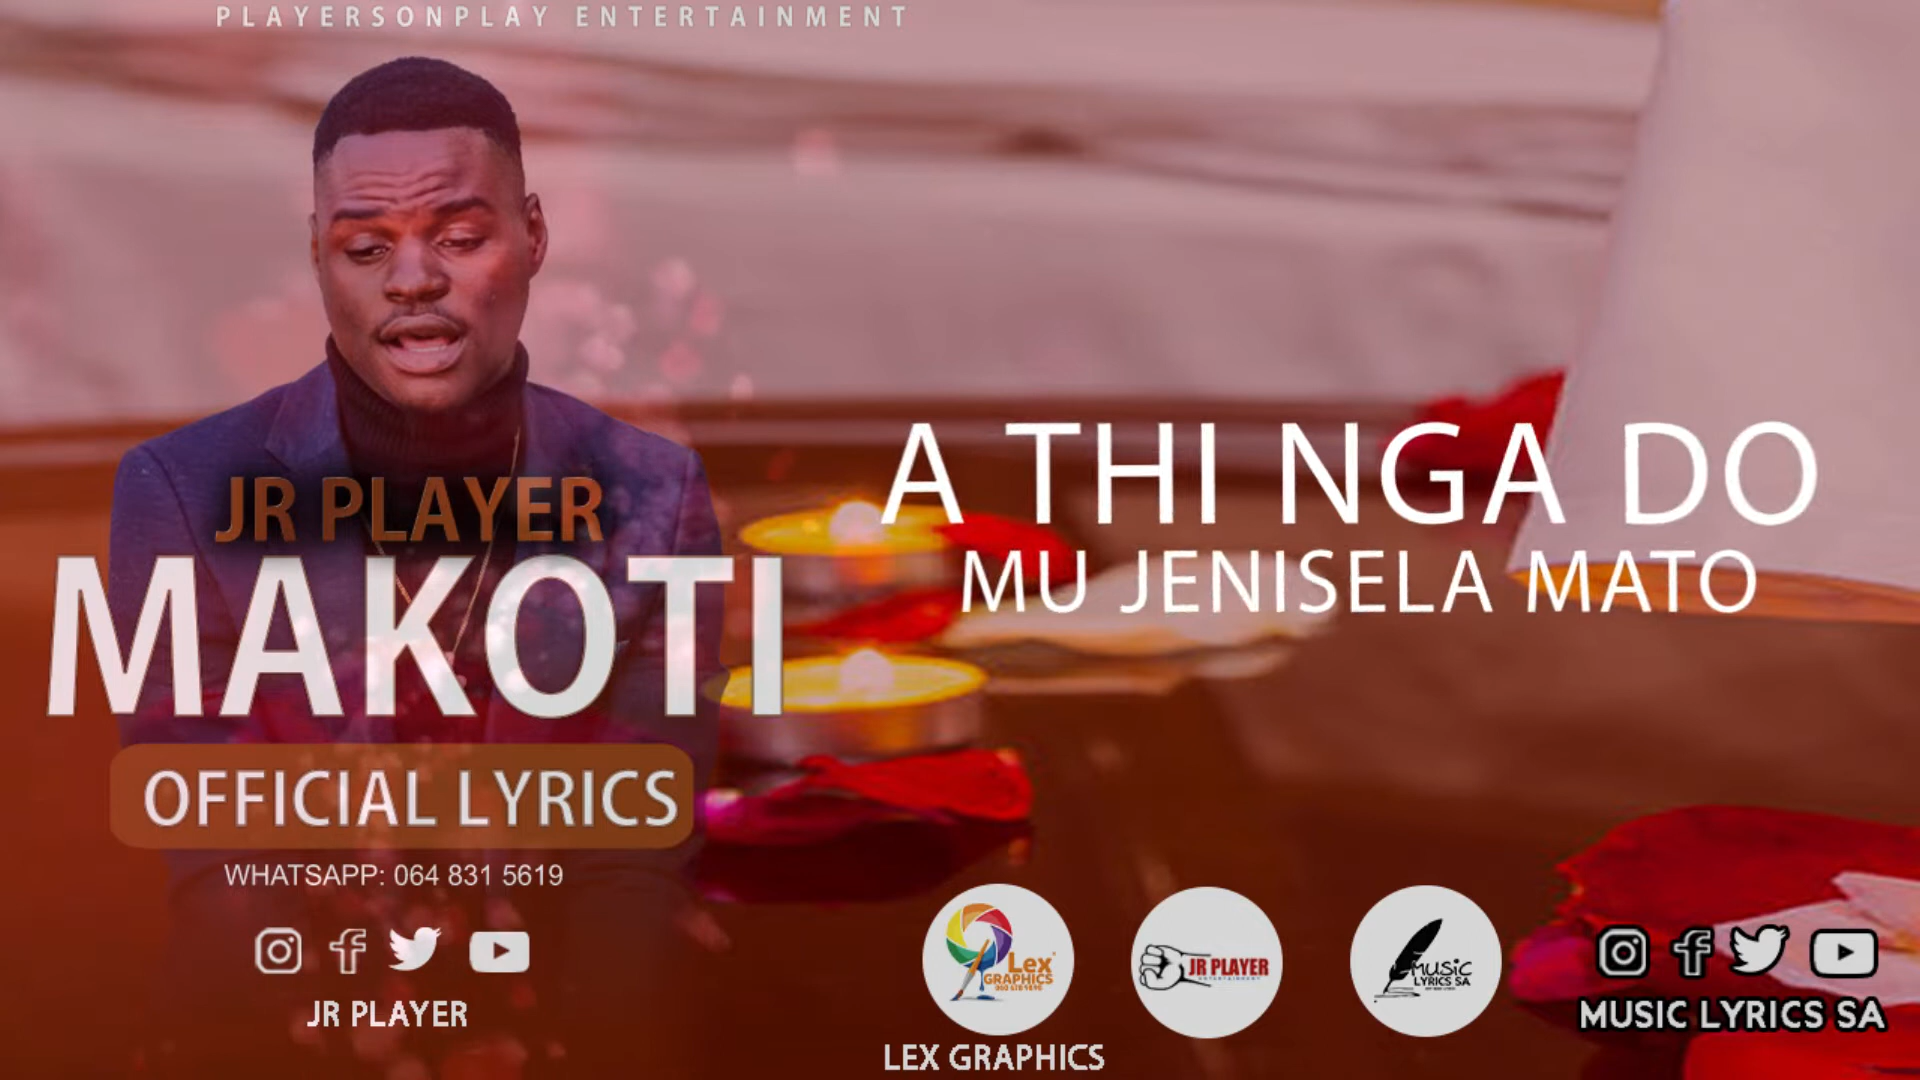 PLAYERSONPLAY ENTERTAINMENT
JR PLAYER
MAKOTI
OFFICIAL LYRICS
WHATSAPP: 064 831 5619
JR PLAYER
A THI NGA DO
MU JENISELA MATO
Lex
GRAPHICS
JR PLAYER
ENTERTAINMENT
MUSIC
LYRICS SA
LEX GRAPHICS
MUSIC LYRICS SA